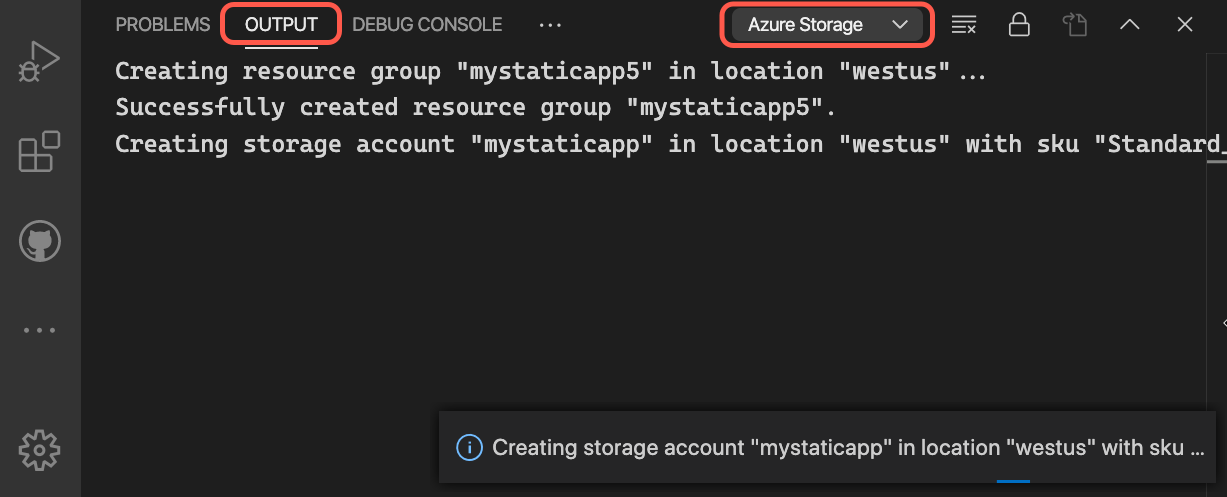 PROBLEMS OUTPUT DEBUG CONSOLE ... Azure Storage
Creating resource group "mystaticapp5" in location "westus"...
Successfully created resource group "mystaticapp5".
Creating storage account "mystaticapp" in location "westus" with sku "Standard_
Creating storage account "mystaticapp" in location "westus" with sku ...